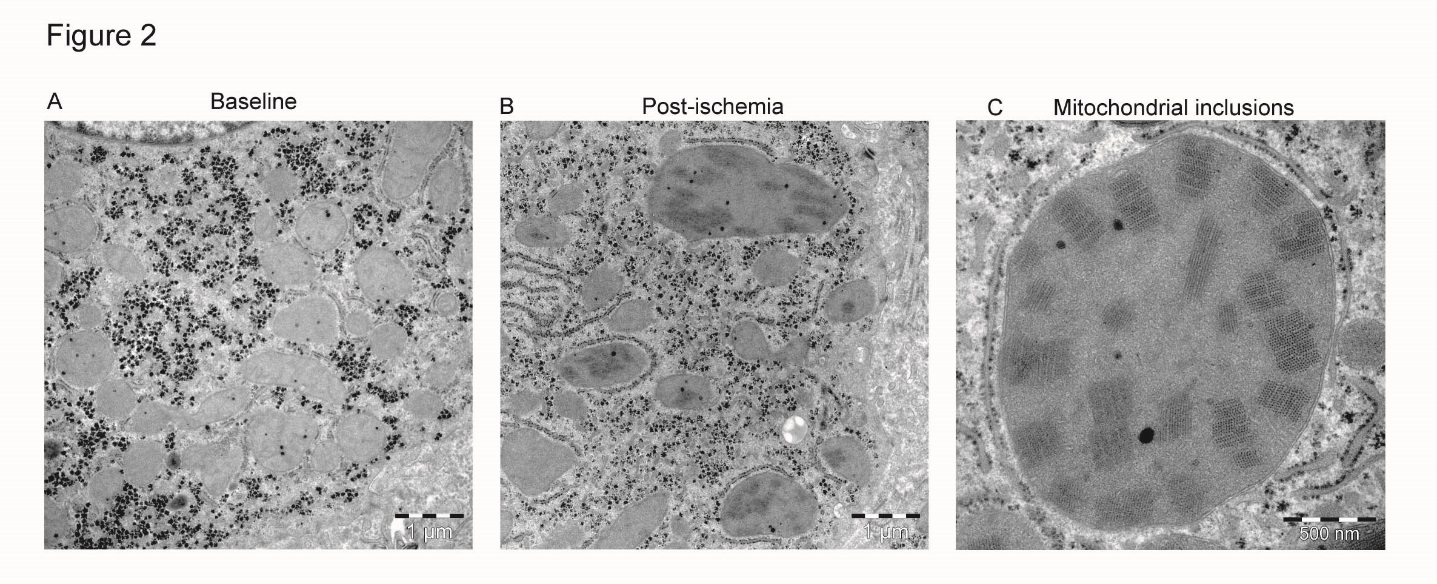 Figure 2
A Baseline
B Post-ischemia
C Mitochondrial inclusions
1 µm
1 µm
500 nm